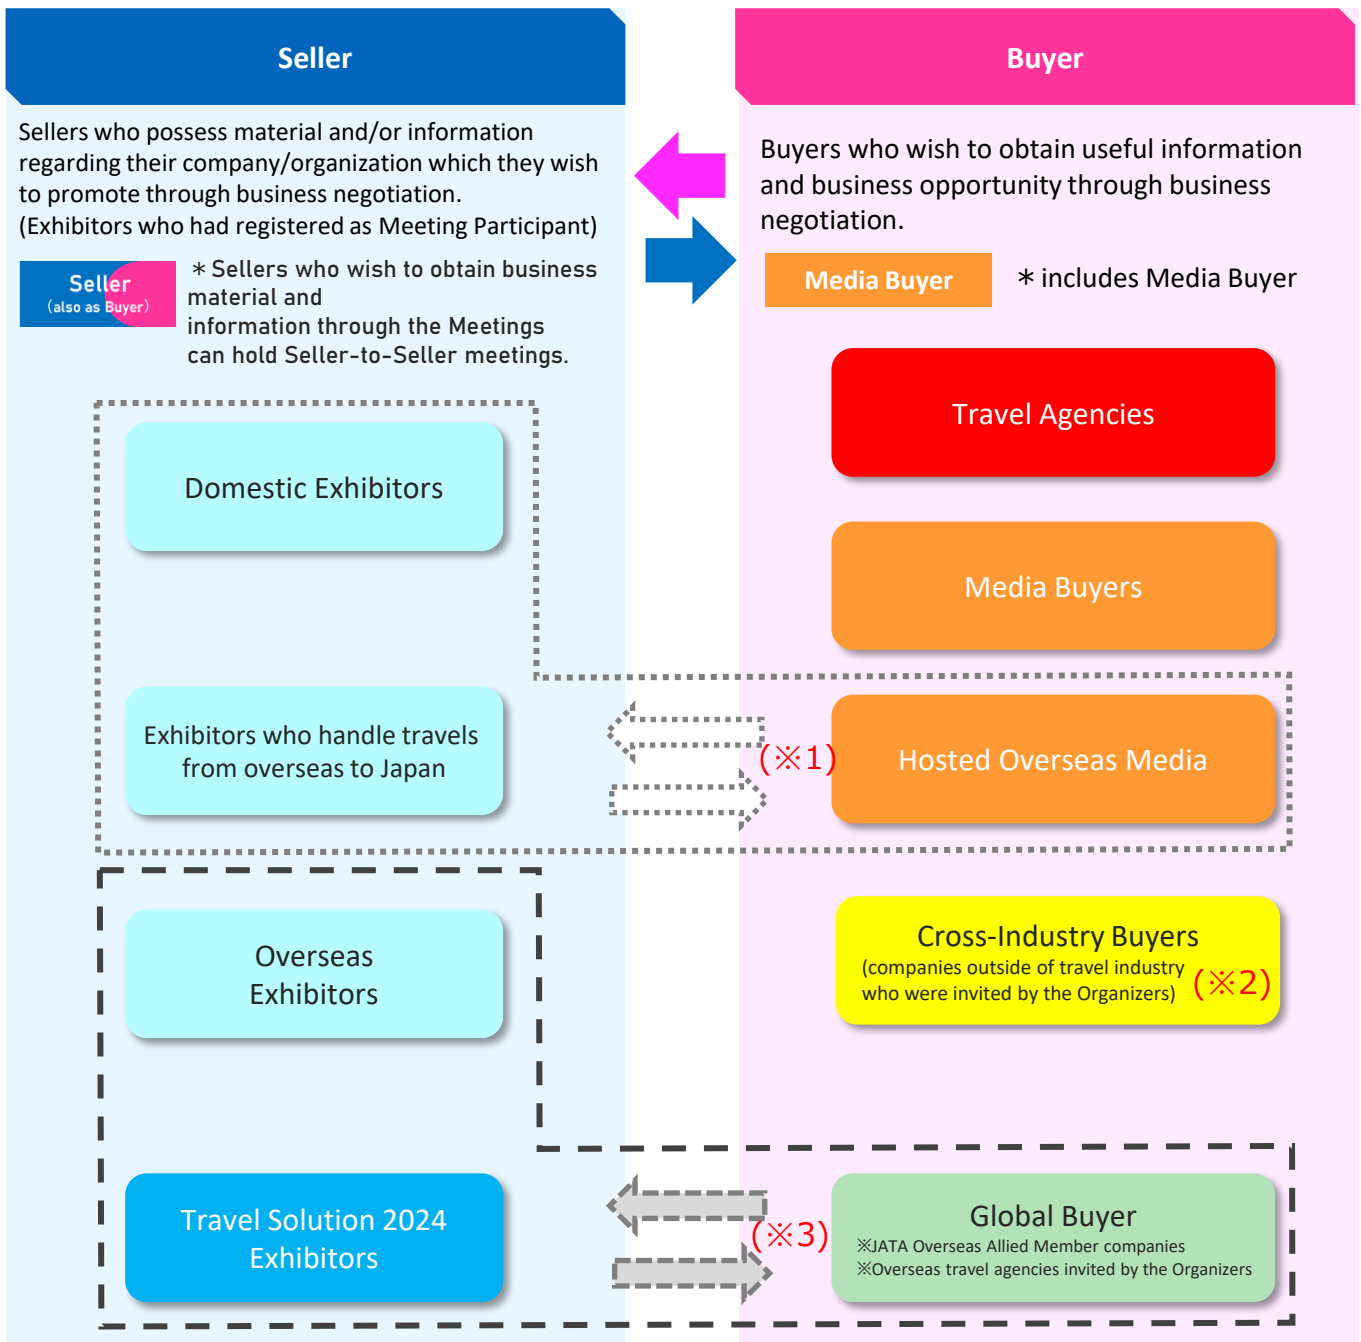 Seller
Sellers who possess material and/or information
regarding their company/organization which they wish
to promote through business negotiation.
(Exhibitors who had registered as Meeting Participant)
Seller
(also as Buyer)
＊Sellers who wish to obtain business
material and
information through the Meetings
can hold Seller-to-Seller meetings.
Domestic Exhibitors
Exhibitors who handle travels
from overseas to Japan
Overseas
Exhibitors
Travel Solution 2024
Exhibitors
Buyer
Buyers who wish to obtain useful information
and business opportunity through business
negotiation.
Media Buyer
＊includes Media Buyer
Travel Agencies
Media Buyers
(※1)
Hosted Overseas Media
Cross-Industry Buyers
(companies outside of travel industry
who were invited by the Organizers)
(※2)
(※3)
Global Buyer
※JATA Overseas Allied Member companies
※Overseas travel agencies invited by the Organizers